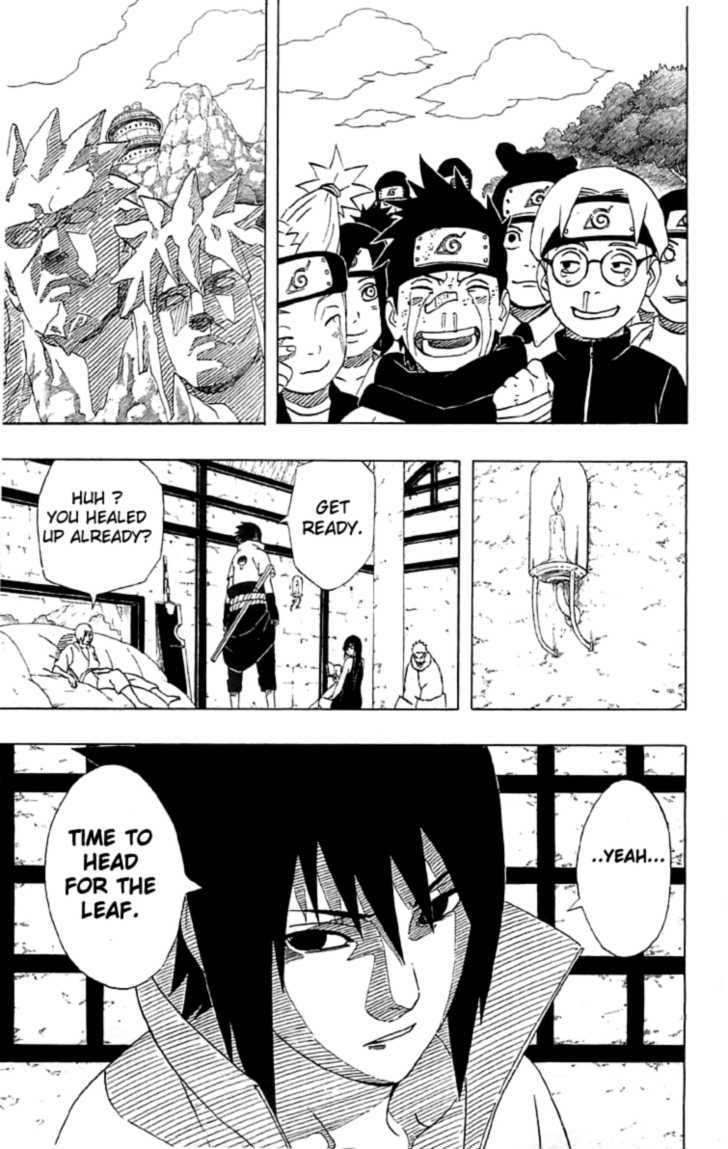 GET
READY.
HUH ?
YOU HEALED
UP ALREADY?
..YEAH...
TIME TO
HEAD
FOR THE
LEAF.